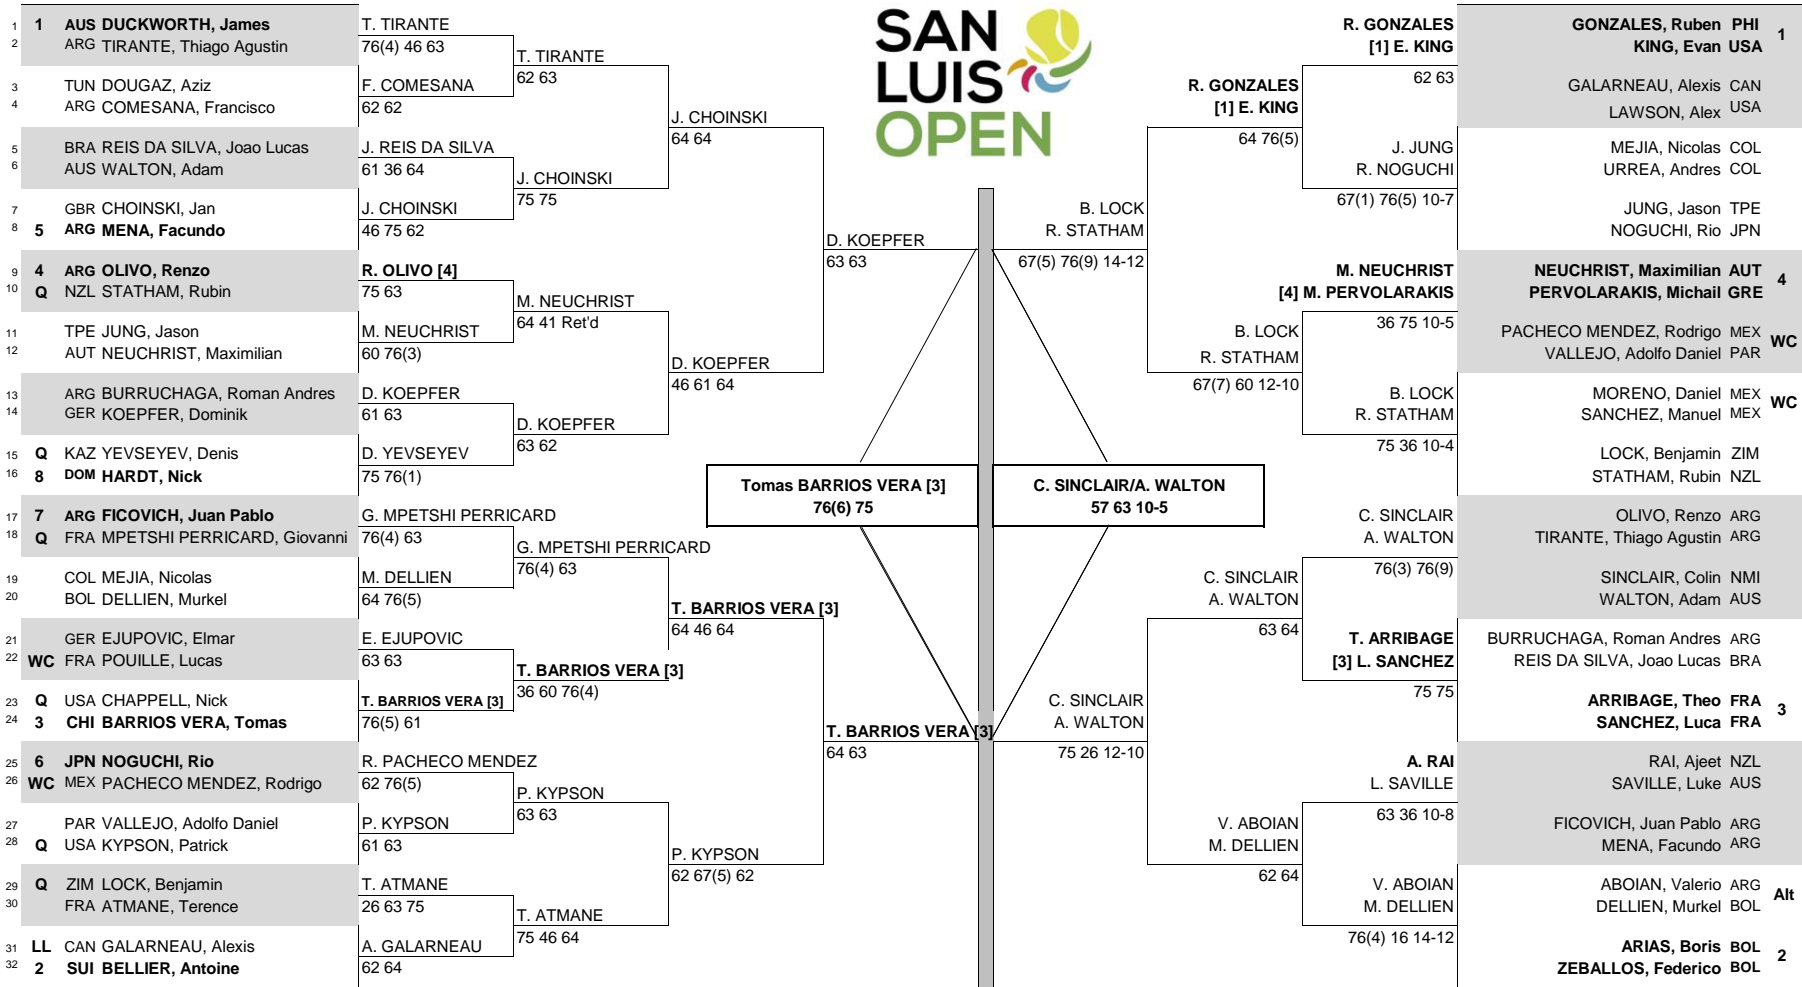 SAN
LUIS
OPEN
1 1 AUS DUCKWORTH, James
2 ARG TIRANTE, Thiago Agustin
3 TUN DOUGAZ, Aziz
4 ARG COMESANA, Francisco
5 BRA REIS DA SILVA, Joao Lucas
6 AUS WALTON, Adam
7 GBR CHOINSKI, Jan
8 5 ARG MENA, Facundo
9 4 ARG OLIVO, Renzo
10 Q NZL STATHAM, Rubin
11 TPE JUNG, Jason
12 AUT NEUCHRIST, Maximilian
13 ARG BURRUCHAGA, Roman Andres
14 GER KOEPFER, Dominik
15 Q KAZ YEVSEYEV, Denis
16 8 DOM HARDT, Nick
17 7 ARG FICOVICH, Juan Pablo
18 Q FRA MPETSHI PERRICARD, Giovanni
19 COL MEJIA, Nicolas
20 BOL DELLIEN, Murkel
21 GER EJUPOVIC, Elmar
22 WC FRA POUILLE, Lucas
23 Q USA CHAPPELL, Nick
24 3 CHI BARRIOS VERA, Tomas
25 6 JPN NOGUCHI, Rio
26 WC MEX PACHECO MENDEZ, Rodrigo
27 PAR VALLEJO, Adolfo Daniel
28 Q USA KYPSON, Patrick
29 Q ZIM LOCK, Benjamin
30 FRA ATMANE, Terence
31 LL CAN GALARNEAU, Alexis
32 2 SUI BELLIER, Antoine
T. TIRANTE
76(4) 46 63
F. COMESANA
62 62
J. REIS DA SILVA
61 36 64
J. CHOINSKI
46 75 62
R. OLIVO [4]
75 63
M. NEUCHRIST
60 76(3)
D. KOEPFER
61 63
D. YEVSEYEV
75 76(1)
G. MPETSHI PERRICARD
76(4) 63
M. DELLIEN
64 76(5)
E. EJUPOVIC
63 63
T. BARRIOS VERA [3]
76(5) 61
R. PACHECO MENDEZ
62 76(5)
P. KYPSON
61 63
T. ATMANE
26 63 75
A. GALARNEAU
62 64
T. TIRANTE
62 63
J. CHOINSKI
75 75
M. NEUCHRIST
64 41 Ret'd
D. KOEPFER
63 62
G. MPETSHI PERRICARD
76(4) 63
T. BARRIOS VERA [3]
36 60 76(4)
P. KYPSON
63 63
T. ATMANE
75 46 64
J. CHOINSKI
64 64
D. KOEPFER
46 61 64
T. BARRIOS VERA [3]
64 46 64
P. KYPSON
62 67(5) 62
D. KOEPFER
63 63
T. BARRIOS VERA [3]
64 63
Tomas BARRIOS VERA [3]
76(6) 75
C. SINCLAIR/A. WALTON
57 63 10-5
B. LOCK
R. STATHAM
67(5) 76(9) 14-12
C. SINCLAIR
A. WALTON
75 26 12-10
R. GONZALES
[1] E. KING
64 76(5)
B. LOCK
R. STATHAM
67(7) 60 12-10
C. SINCLAIR
A. WALTON
63 64
V. ABOIAN
M. DELLIEN
62 64
R. GONZALES
[1] E. KING
62 63
J. JUNG
R. NOGUCHI
67(1) 76(5) 10-7
M. NEUCHRIST
[4] M. PERVOLARAKIS
36 75 10-5
B. LOCK
R. STATHAM
75 36 10-4
C. SINCLAIR
A. WALTON
76(3) 76(9)
T. ARRIBAGE
[3] L. SANCHEZ
75 75
A. RAI
L. SAVILLE
63 36 10-8
V. ABOIAN
M. DELLIEN
76(4) 16 14-12
GONZALES, Ruben PHI
1
KING, Evan USA
GALARNEAU, Alexis CAN
LAWSON, Alex USA
MEJIA, Nicolas COL
URREA, Andres COL
JUNG, Jason TPE
NOGUCHI, Rio JPN
NEUCHRIST, Maximilian AUT
4
PERVOLARAKIS, Michail GRE
PACHECO MENDEZ, Rodrigo MEX
WC
VALLEJO, Adolfo Daniel PAR
MORENO, Daniel MEX
WC
SANCHEZ, Manuel MEX
LOCK, Benjamin ZIM
STATHAM, Rubin NZL
OLIVO, Renzo ARG
TIRANTE, Thiago Agustin ARG
SINCLAIR, Colin NMI
WALTON, Adam AUS
BURRUCHAGA, Roman Andres ARG
REIS DA SILVA, Joao Lucas BRA
ARRIBAGE, Theo FRA
3
SANCHEZ, Luca FRA
RAI, Ajeet NZL
SAVILLE, Luke AUS
FICOVICH, Juan Pablo ARG
MENA, Facundo ARG
ABOIAN, Valerio ARG
Alt
DELLIEN, Murkel BOL
ARIAS, Boris BOL
2
ZEBALLOS, Federico BOL